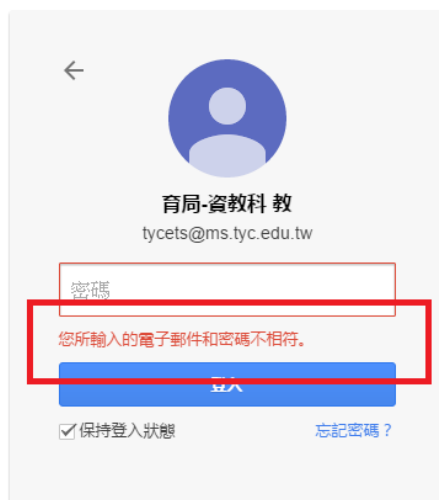 育局-資教科 教
tycets@ms.tyc.edu.tw
密碼
您所輸入的電子郵件和密碼不相符。
登入
保持登入狀態
忘記密碼？